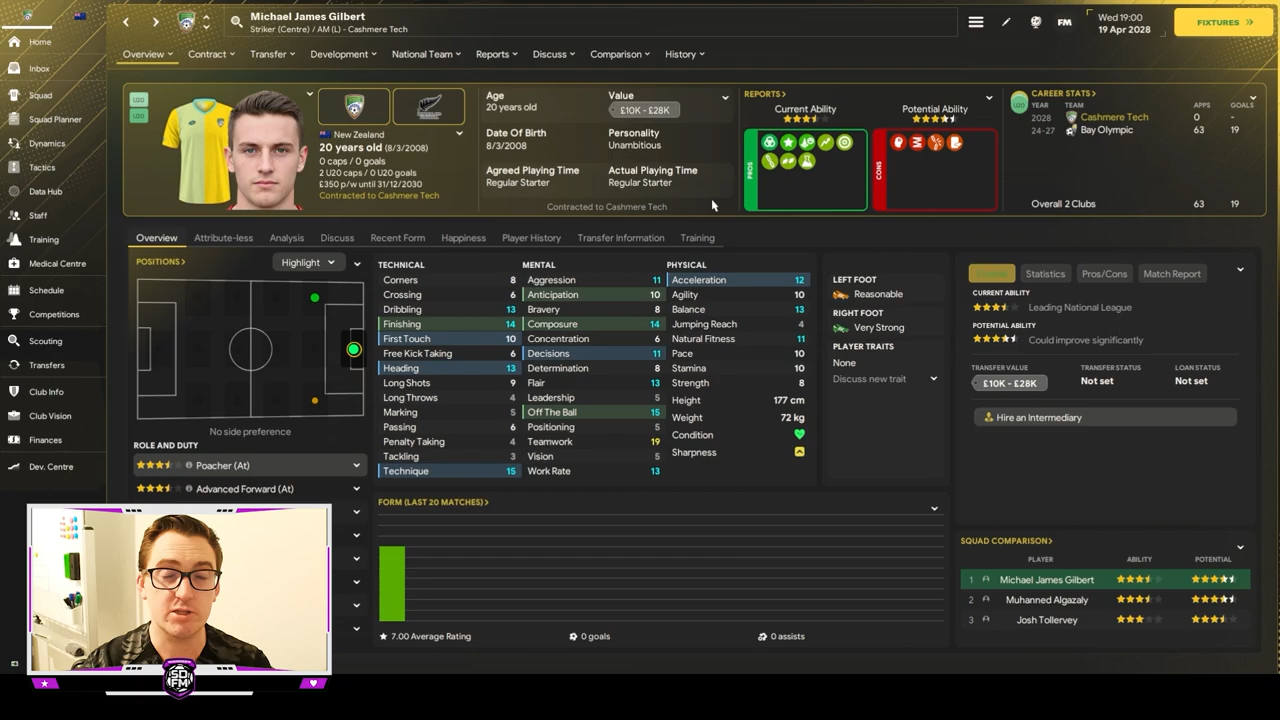 Michael James Gilbert
Striker (Centre) / AM (L) - Cashmere Tech
FM
Wed 19:00
19 Apr 2028
FIXTURES
Overview
Contract
Transfer
Development
National Team
Reports
Discuss
Comparison
History
Home
Inbox
Squad
Squad Planner
Dynamics
Tactics
Data Hub
Staff
Training
Medical Centre
Schedule
Competitions
Scouting
Transfers
Club Info
Club Vision
Finances
Dev. Centre
U20
U20
New Zealand
20 years old (8/3/2008)
0 caps / 0 goals
2 U20 caps / 0 U20 goals
£350 p/w until 31/12/2030
Contracted to Cashmere Tech
Age
20 years old
Value
£10K - £28K
Date Of Birth
8/3/2008
Personality
Unambitious
Agreed Playing Time
Regular Starter
Actual Playing Time
Regular Starter
Contracted to Cashmere Tech
REPORTS
Current Ability
Potential Ability
PROS
CONS
CAREER STATS
U20
YEAR TEAM APPS GOALS
2028 Cashmere Tech 0 -
24-27 Bay Olympic 63 19
Overall 2 Clubs 63 19
Overview
Attribute-less
Analysis
Discuss
Recent Form
Happiness
Player History
Transfer Information
Training
POSITIONS
Highlight
No side preference
ROLE AND DUTY
Poacher (At)
Advanced Forward (At)
TECHNICAL
Corners 8
Crossing 6
Dribbling 13
Finishing 14
First Touch 10
Free Kick Taking 6
Heading 13
Long Shots 9
Long Throws 4
Marking 5
Passing 6
Penalty Taking 4
Tackling 3
Technique 15
MENTAL
Aggression 11
Anticipation 10
Bravery 8
Composure 14
Concentration 6
Decisions 11
Determination 8
Flair 13
Leadership 5
Off The Ball 15
Positioning 5
Teamwork 19
Vision 5
Work Rate 13
PHYSICAL
Acceleration 12
Agility 10
Balance 13
Jumping Reach 4
Natural Fitness 11
Pace 10
Stamina 10
Strength 8
Height 177 cm
Weight 72 kg
Condition
Sharpness
LEFT FOOT
Reasonable
RIGHT FOOT
Very Strong
PLAYER TRAITS
None
Discuss new trait
Statistics
Pros/Cons
Match Report
CURRENT ABILITY
Leading National League
POTENTIAL ABILITY
Could improve significantly
TRANSFER VALUE
£10K - £28K
TRANSFER STATUS
Not set
LOAN STATUS
Not set
Hire an Intermediary
FORM (LAST 20 MATCHES)
7.00 Average Rating
0 goals
0 assists
SQUAD COMPARISON
PLAYER ABILITY POTENTIAL
1 Michael James Gilbert
2 Muhanned Algazaly
3 Josh Tollervey
SD
FM